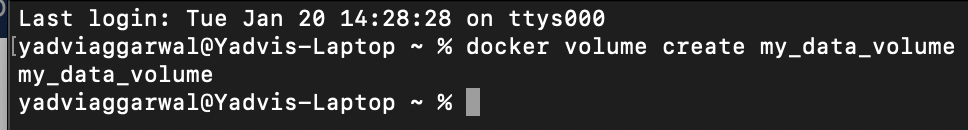 Last login: Tue Jan 20 14:28:28 on ttys000
[yadviaggarwal@Yadvis-Laptop ~ % docker volume create my_data_volume
my_data_volume
yadviaggarwal@Yadvis-Laptop ~ %